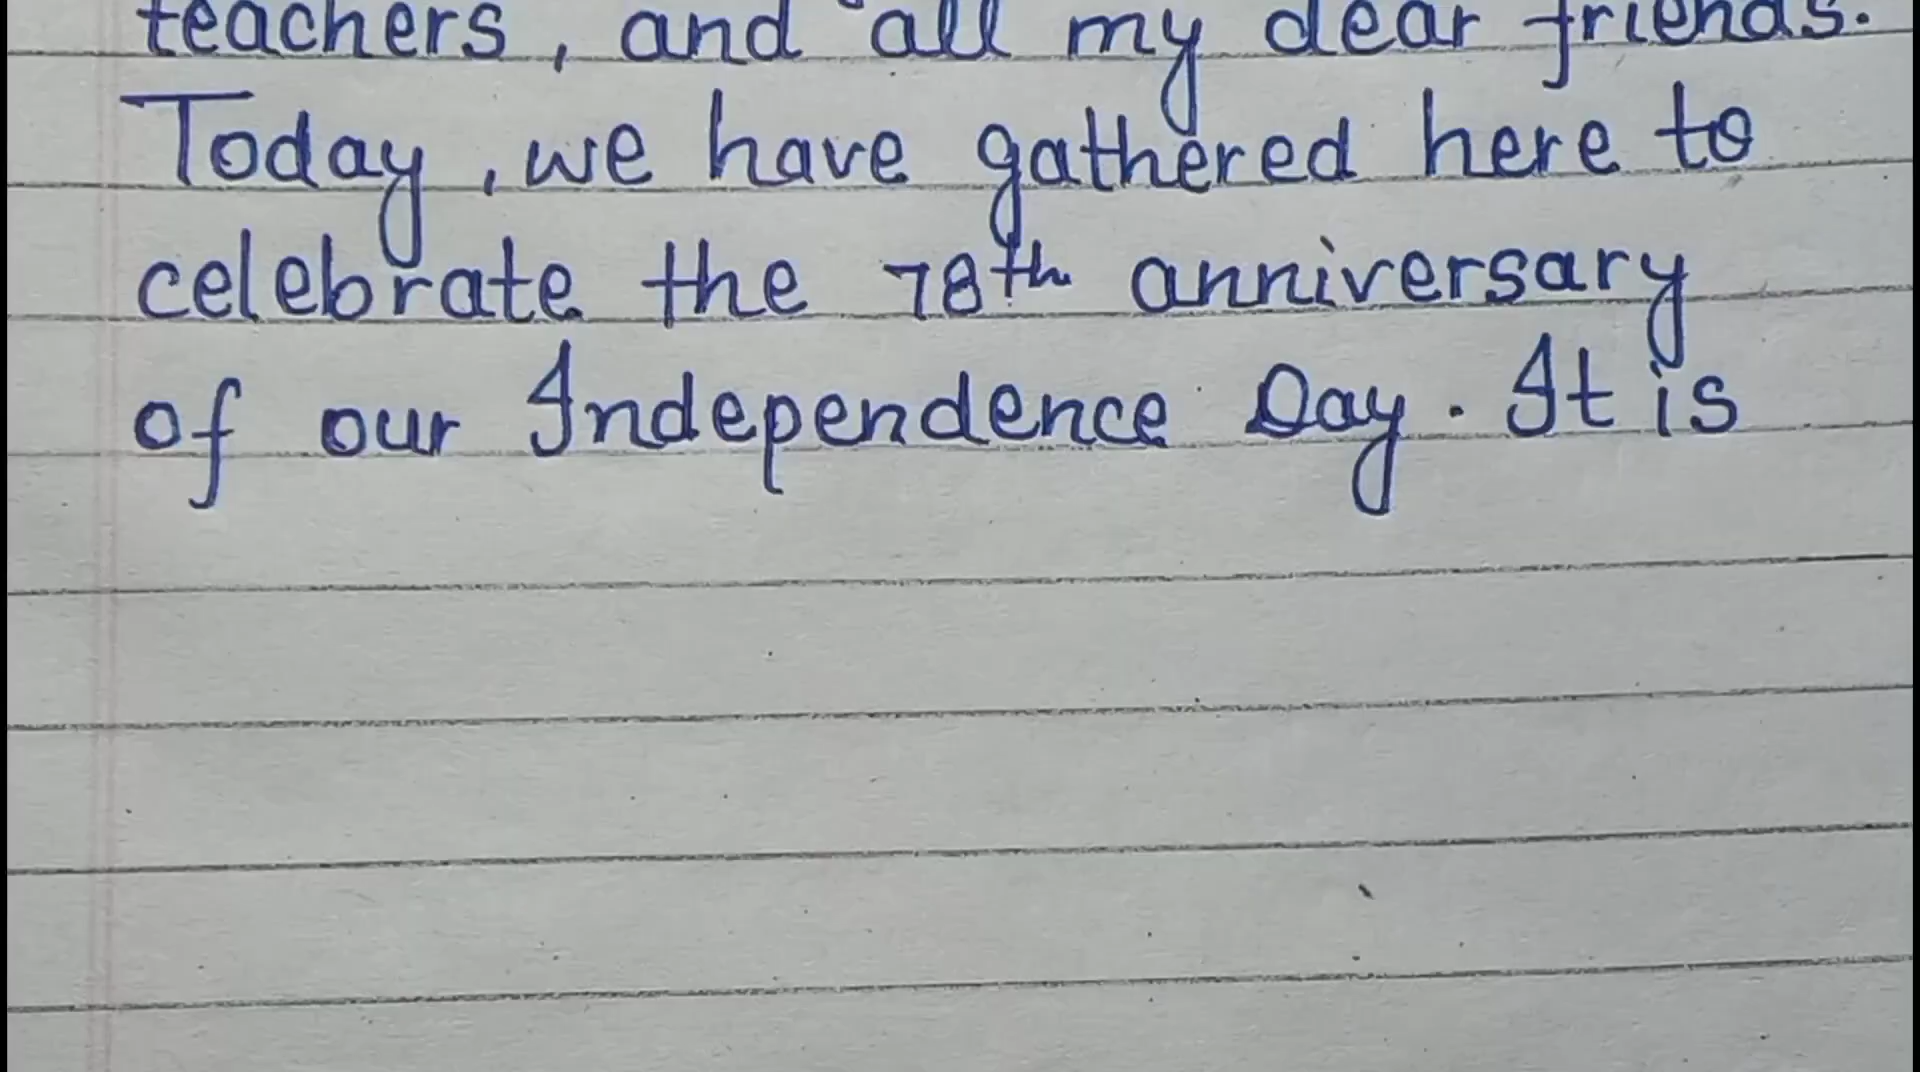 teachers, and all my dear friends.
Today, we have gathered here to
celebrate the 78th anniversary
of our Independence Day. It is